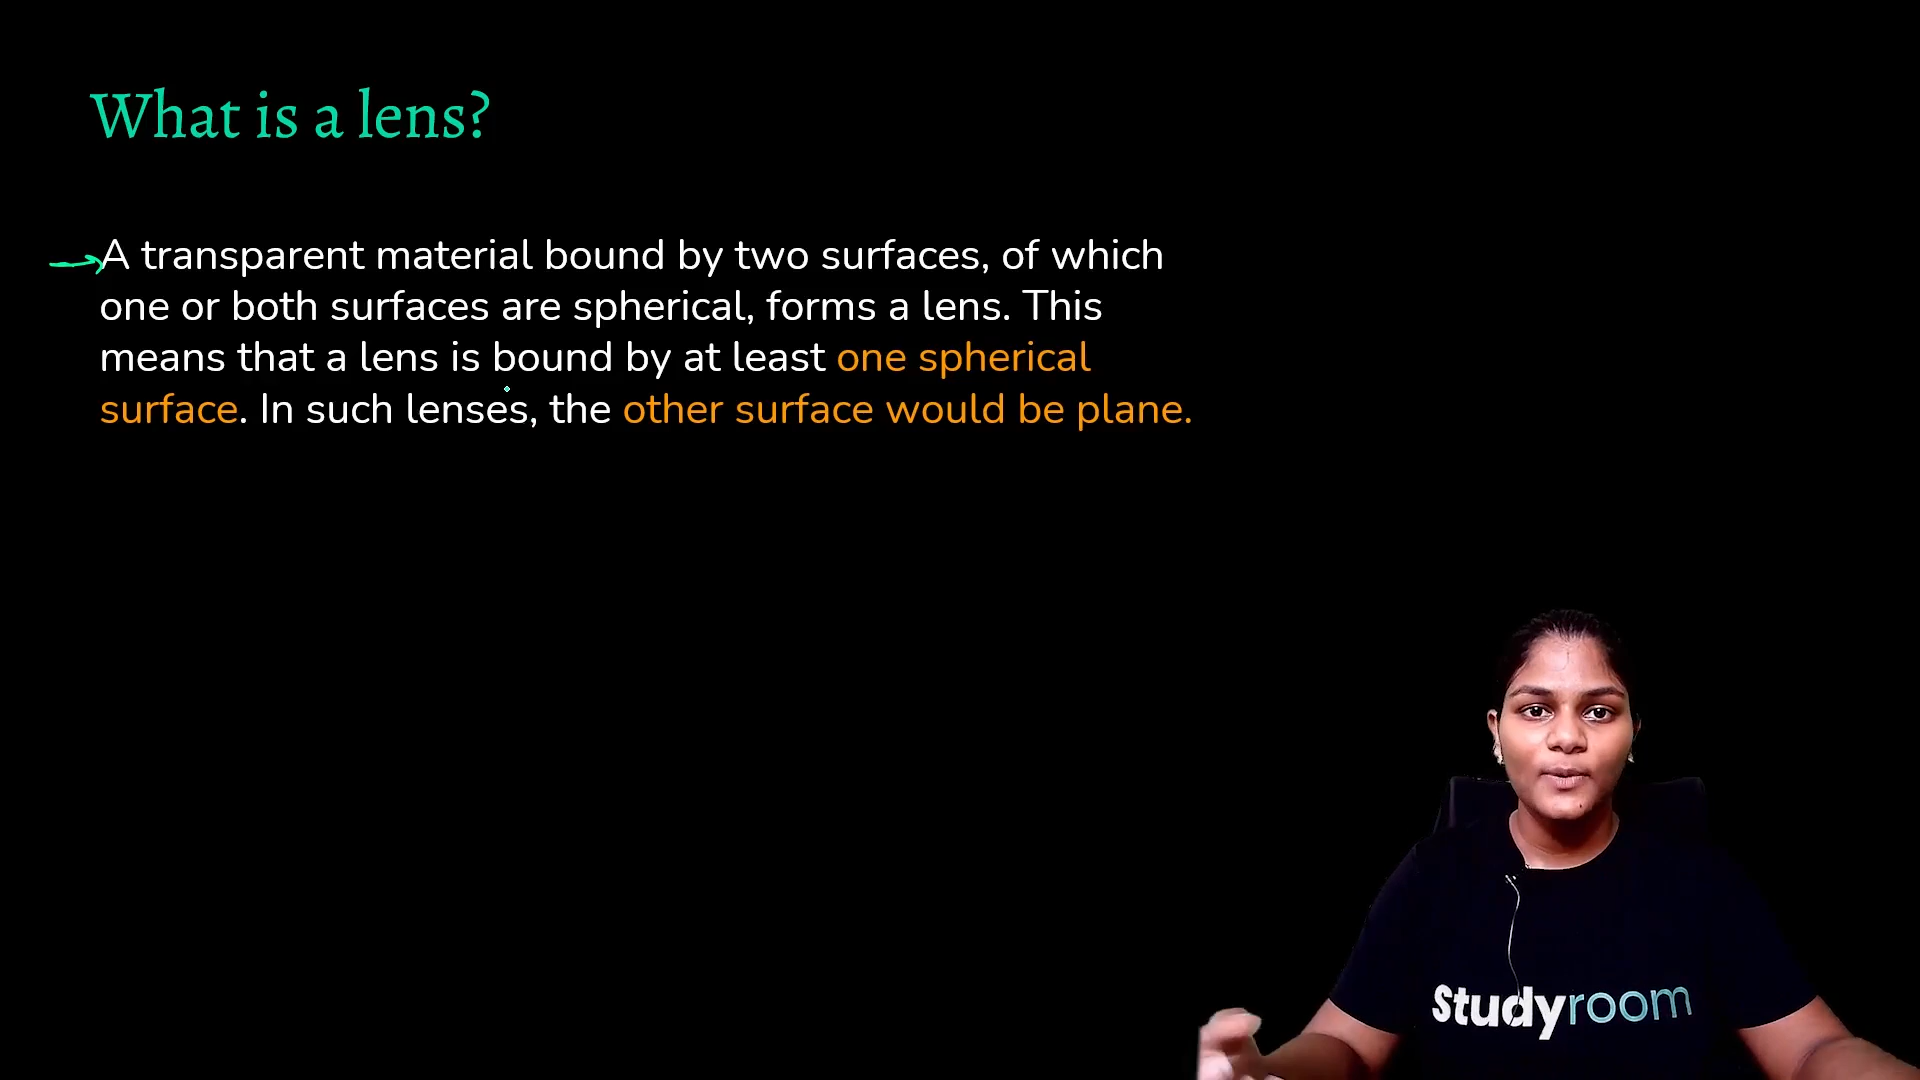 What is a lens?
A transparent material bound by two surfaces, of which
one or both surfaces are spherical, forms a lens. This
means that a lens is bound by at least one spherical
surface. In such lenses, the other surface would be plane.
Studyroom